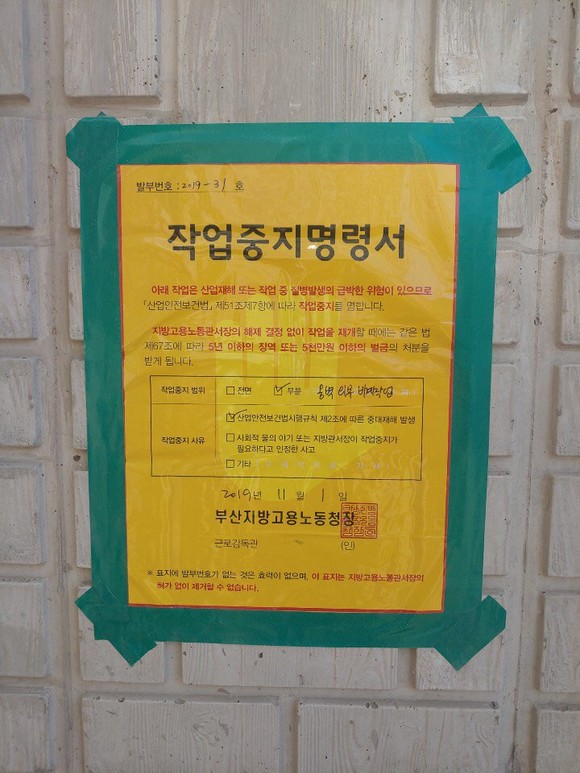 발부번호 : 2019 - 31 호
작업중지명령서
아래 작업은 산업재해 또는 작업 중 질병발생의 급박한 위험이 있으므로
「산업안전보건법」 제51조제7항에 따라 작업중지를 명합니다.
지방고용노동관서장의 해제 결정 없이 작업을 재개할 때에는 같은 법
제67조에 따라 5년 이하의 징역 또는 5천만원 이하의 벌금의 처분을
받게 됩니다.
작업중지 범위 □ 전면 ☑ 부분 옹벽 외부 비계작업
작업중지 사유
☑ 산업안전보건법시행규칙 제2조에 따른 중대재해 발생
□ 사회적 물의 야기 또는 지방관서장이 작업중지가
필요하다고 인정한 사고
□ 기타
2019년 11월 1일
부산지방고용노동청장
근로감독관 (인)
※ 표지에 발부번호가 없는 것은 효력이 없으며, 이 표지는 지방고용노동관서장의
허가 없이 제거할 수 없습니다.